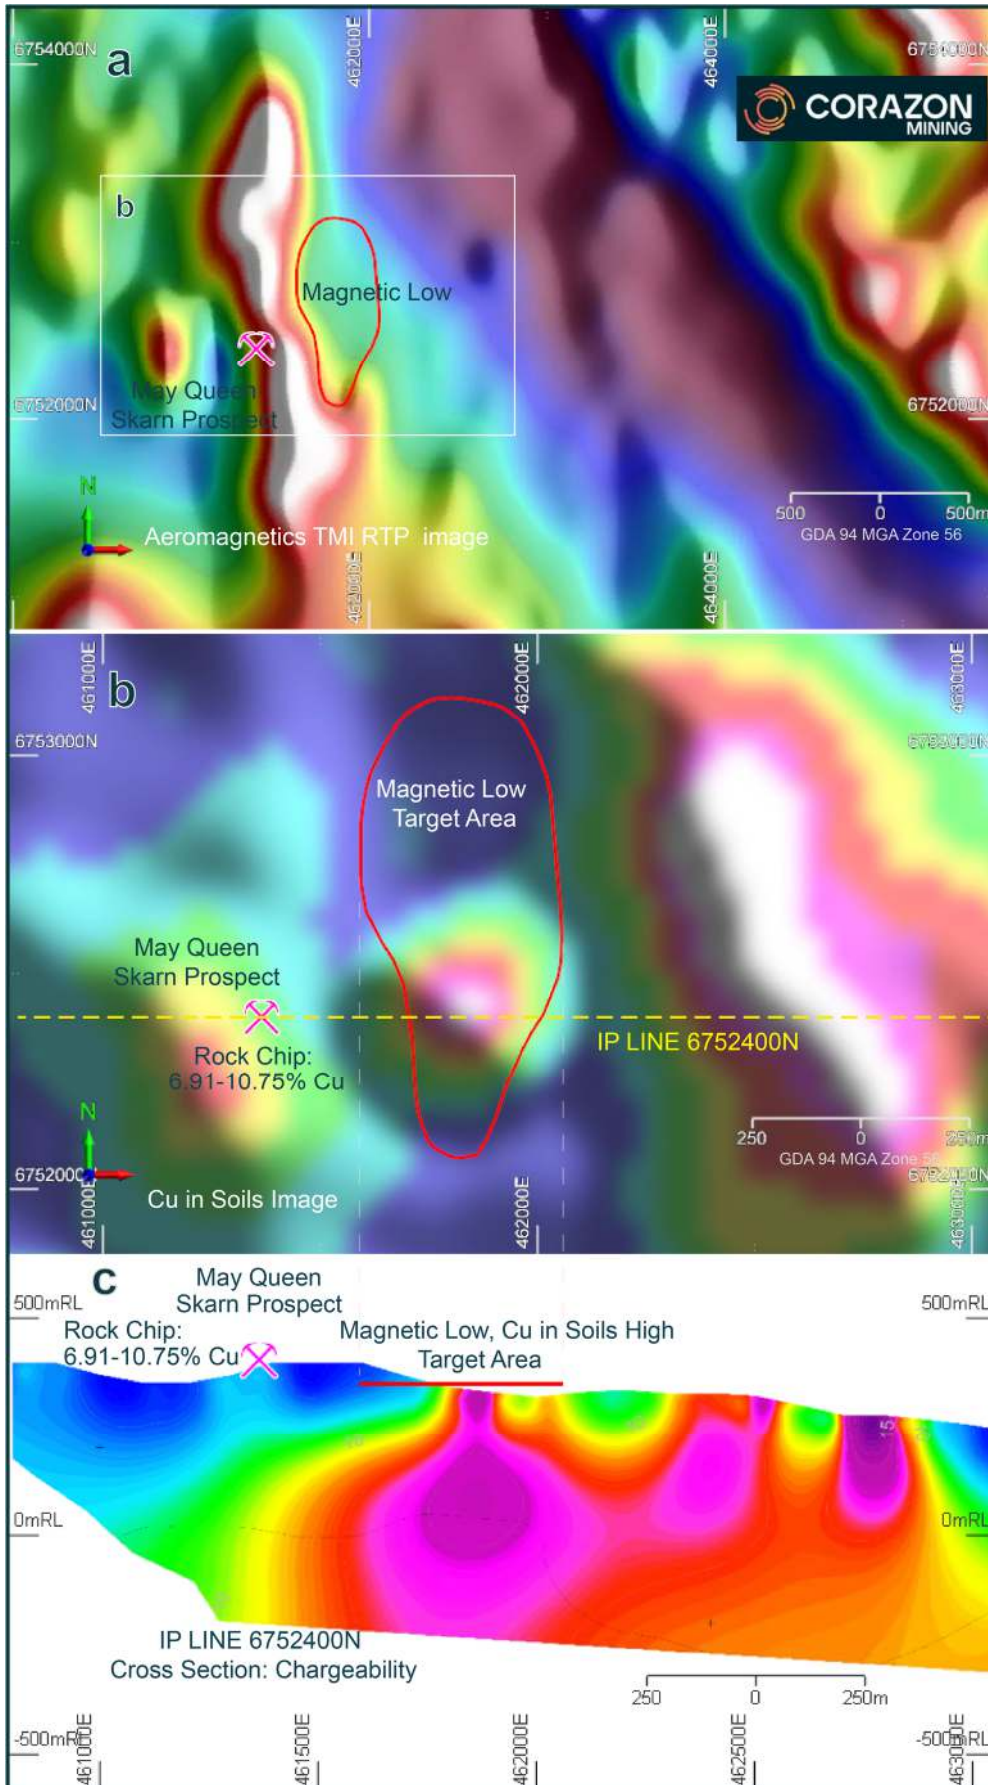 a
6754000N
462000E
464000E
6754000N
CORAZON
MINING
b
Magnetic Low
May Queen
Skarn Prospect
6752000N
6752000N
N
Aeromagnetics TMI RTP image
500 0 500m
GDA 94 MGA Zone 56
462000E
464000E
b
461000E
462000E
463000E
6753000N
6753000N
Magnetic Low
Target Area
May Queen
Skarn Prospect
IP LINE 6752400N
Rock Chip:
6.91-10.75% Cu
N
250 0 250m
GDA 94 MGA Zone 56
6752000N
6752000N
Cu in Soils Image
461000E
462000E
463000E
c
May Queen
Skarn Prospect
500mRL
500mRL
Rock Chip:
6.91-10.75% Cu
Magnetic Low, Cu in Soils High
Target Area
15
0mRL
0mRL
IP LINE 6752400N
Cross Section: Chargeability
250 0 250m
-500mRL
-500mRL
461000E
461500E
462000E
462500E
463000E